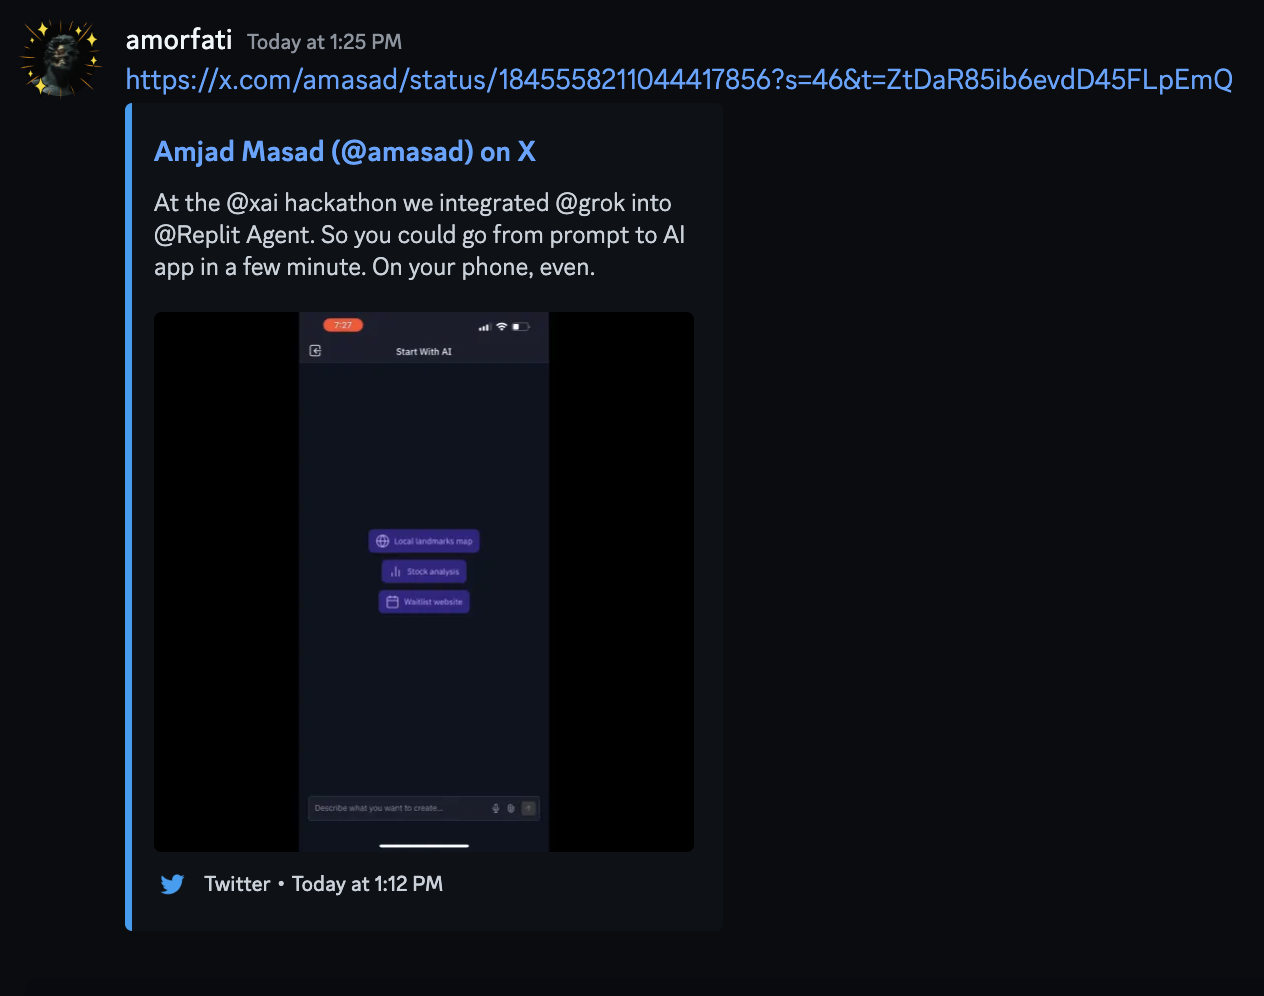 amorfati Today at 1:25 PM
https://x.com/amasad/status/1845558211044417856?s=46&t=ZtDaR85ib6evdD45FLpEmQ
Amjad Masad (@amasad) on X
At the @xai hackathon we integrated @grok into
@Replit Agent. So you could go from prompt to AI
app in a few minute. On your phone, even.
7:27
Start With AI
Local landmarks map
Stock analysis
Waitlist website
Describe what you want to create...
Twitter • Today at 1:12 PM